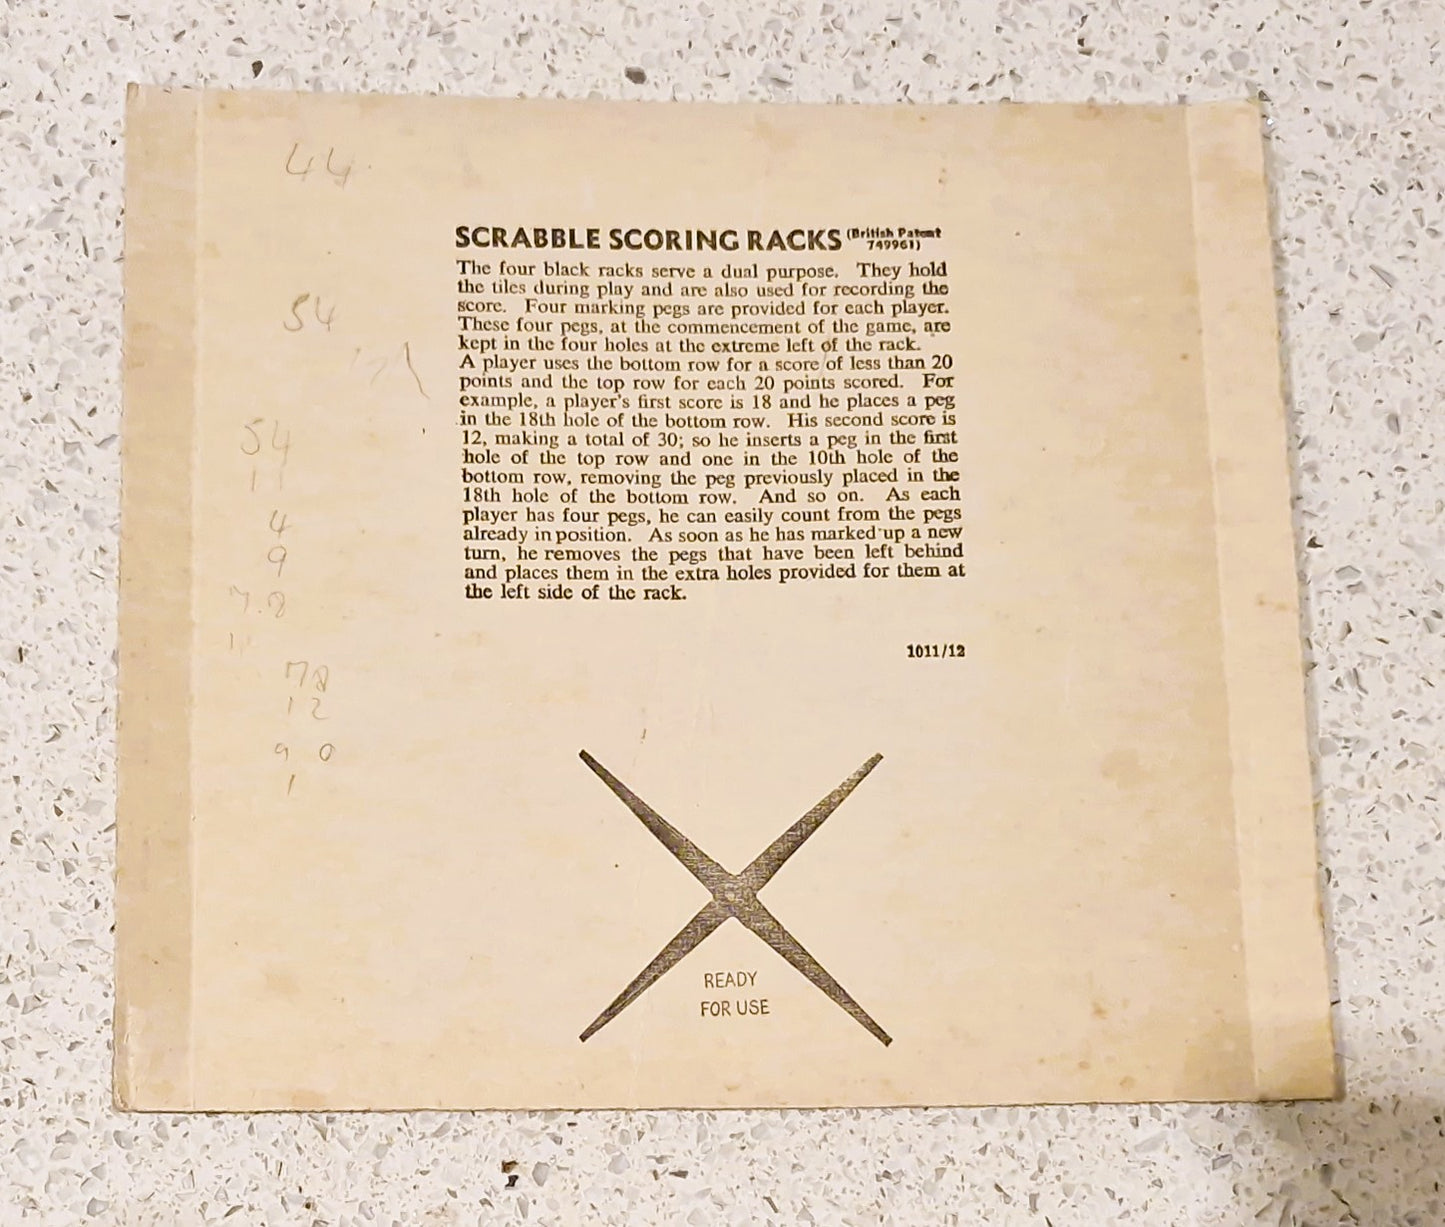 44
SCRABBLE SCORING RACKS (British Patent 749961)
The four black racks serve a dual purpose. They hold
the tiles during play and are also used for recording the
score. Four marking pegs are provided for each player.
54
These four pegs, at the commencement of the game, are
kept in the four holes at the extreme left of the rack.
A player uses the bottom row for a score of less than 20
points and the top row for each 20 points scored. For
example, a player's first score is 18 and he places a peg
in the 18th hole of the bottom row. His second score is
54
12, making a total of 30; so he inserts a peg in the first
hole of the top row and one in the 10th hole of the
11
bottom row, removing the peg previously placed in the
18th hole of the bottom row. And so on. As each
4
player has four pegs, he can easily count from the pegs
already in position. As soon as he has marked up a new
9
turn, he removes the pegs that have been left behind
and places them in the extra holes provided for them at
the left side of the rack.
1011/12
78
12
90
1
READY
FOR USE